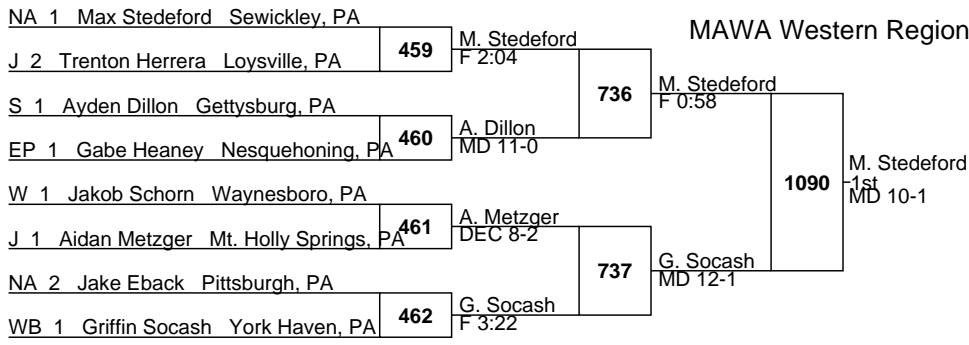 NA 1 Max Stedeford Sewickley, PA
MAWA Western Region
459
M. Stedeford
F 2:04
J 2 Trenton Herrera Loysville, PA
736
M. Stedeford
F 0:58
S 1 Ayden Dillon Gettysburg, PA
460
A. Dillon
MD 11-0
EP 1 Gabe Heaney Nesquehoning, PA
1090
M. Stedeford
1st
MD 10-1
W 1 Jakob Schorn Waynesboro, PA
461
A. Metzger
DEC 8-2
J 1 Aidan Metzger Mt. Holly Springs, PA
737
G. Socash
MD 12-1
NA 2 Jake Eback Pittsburgh, PA
462
G. Socash
F 3:22
WB 1 Griffin Socash York Haven, PA